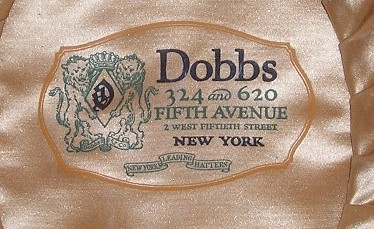 Dobbs
324 and 620
FIFTH AVENUE
2 WEST FIFTIETH STREET
NEW YORK
NEW YORK'S LEADING HATTERS